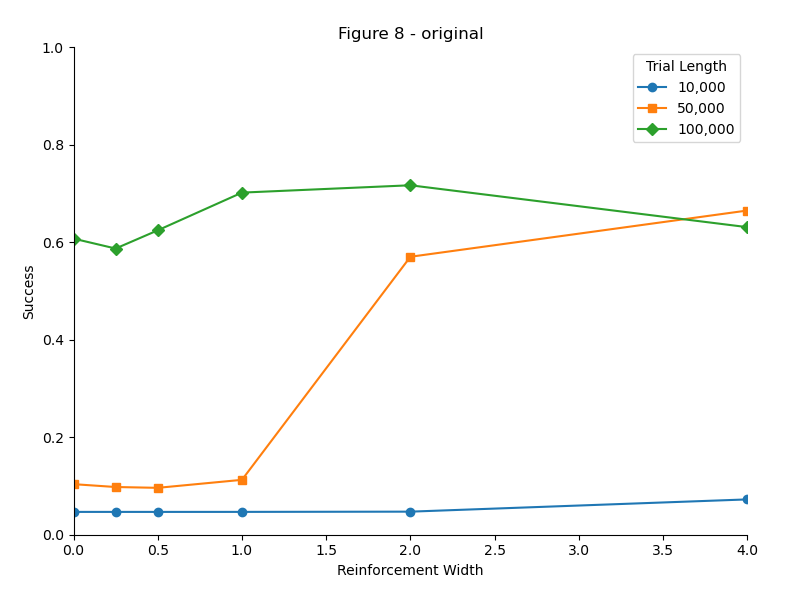 Figure 8 - original
Trial Length
10,000
50,000
100,000
1.0
0.8
0.6
0.4
0.2
0.0
Success
0.0 0.5 1.0 1.5 2.0 2.5 3.0 3.5 4.0
Reinforcement Width